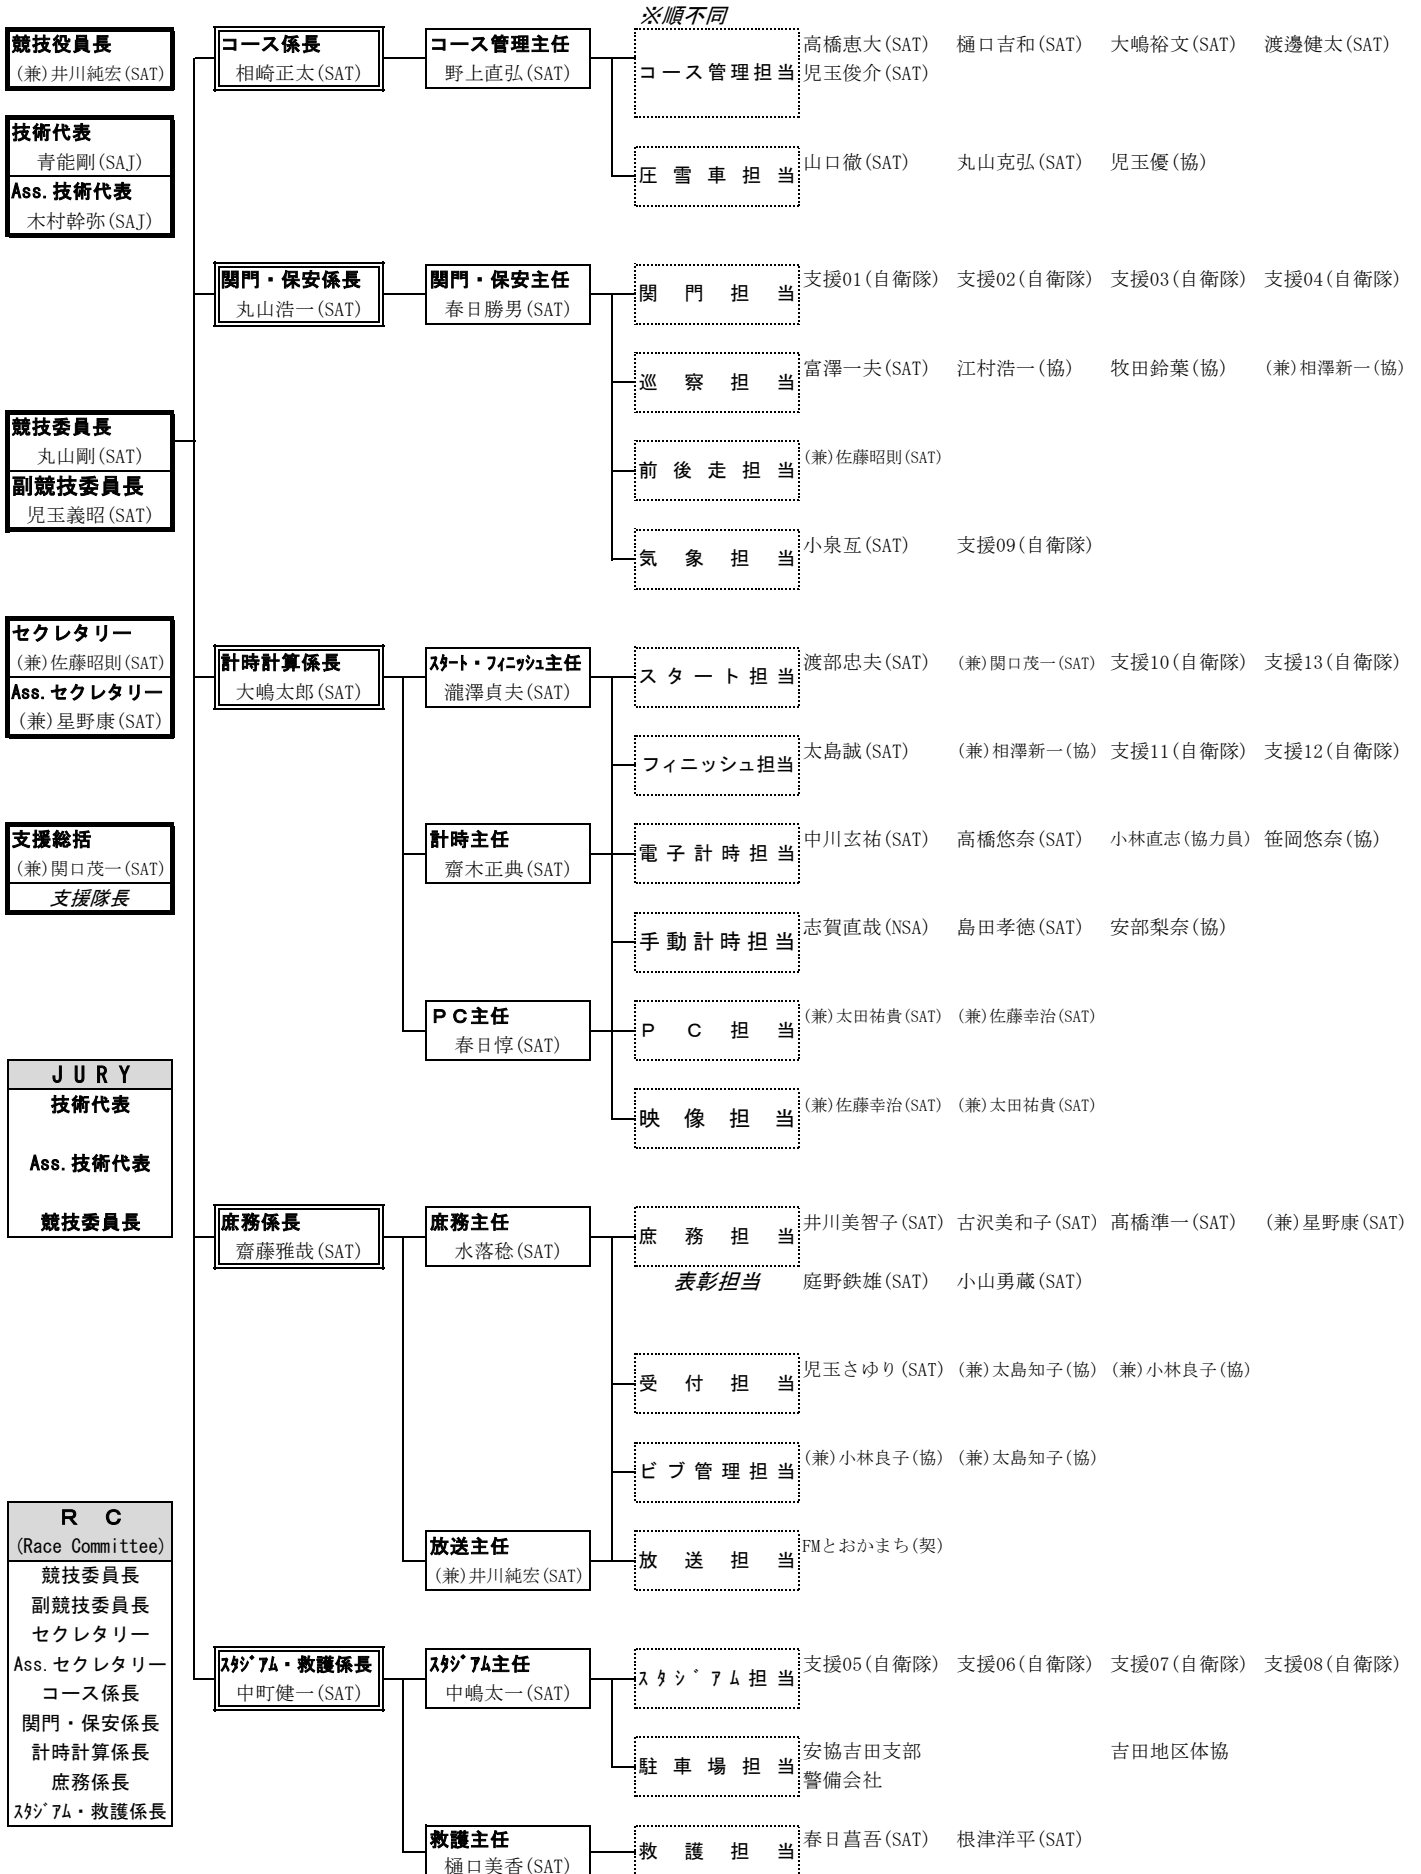 ※順不同
競技役員長
(兼)井川純宏(SAT)
技術代表
青能剛(SAJ)
Ass.技術代表
木村幹弥(SAJ)
競技委員長
丸山剛(SAT)
副競技委員長
児玉義昭(SAT)
セクレタリー
(兼)佐藤昭則(SAT)
Ass.セクレタリー
(兼)星野康(SAT)
支援総括
(兼)関口茂一(SAT)
支援隊長
JURY
技術代表
Ass.技術代表
競技委員長
RC
(Race Committee)
競技委員長
副競技委員長
セクレタリー
Ass.セクレタリー
コース係長
関門・保安係長
計時計算係長
庶務係長
ｽﾀｼﾞｱﾑ・救護係長
コース係長
相崎正太(SAT)
コース管理主任
野上直弘(SAT)
コース管理担当
高橋恵大(SAT) 樋口吉和(SAT) 大嶋裕文(SAT) 渡邊健太(SAT)
児玉俊介(SAT)
圧雪車担当
山口徹(SAT) 丸山克弘(SAT) 児玉優(協)
関門・保安係長
丸山浩一(SAT)
関門・保安主任
春日勝男(SAT)
関門担当
支援01(自衛隊) 支援02(自衛隊) 支援03(自衛隊) 支援04(自衛隊)
巡察担当
富澤一夫(SAT) 江村浩一(協) 牧田鈴葉(協) (兼)相澤新一(協)
前後走担当
(兼)佐藤昭則(SAT)
気象担当
小泉亙(SAT) 支援09(自衛隊)
計時計算係長
大嶋太郎(SAT)
ｽﾀｰﾄ・ﾌｨﾆｯｼｭ主任
瀧澤貞夫(SAT)
スタート担当
渡部忠夫(SAT) (兼)関口茂一(SAT) 支援10(自衛隊) 支援13(自衛隊)
フィニッシュ担当
太島誠(SAT) (兼)相澤新一(協) 支援11(自衛隊) 支援12(自衛隊)
計時主任
齋木正典(SAT)
電子計時担当
中川玄祐(SAT) 高橋悠奈(SAT) 小林直志(協力員) 笹岡悠奈(協)
手動計時担当
志賀直哉(NSA) 島田孝徳(SAT) 安部梨奈(協)
ＰＣ主任
春日惇(SAT)
ＰＣ担当
(兼)太田祐貴(SAT) (兼)佐藤幸治(SAT)
映像担当
(兼)佐藤幸治(SAT) (兼)太田祐貴(SAT)
庶務係長
齋藤雅哉(SAT)
庶務主任
水落稔(SAT)
庶務担当
井川美智子(SAT) 古沢美和子(SAT) 髙橋準一(SAT) (兼)星野康(SAT)
表彰担当
庭野鉄雄(SAT) 小山勇蔵(SAT)
受付担当
児玉さゆり(SAT) (兼)太島知子(協) (兼)小林良子(協)
ビブ管理担当
(兼)小林良子(協) (兼)太島知子(協)
放送主任
(兼)井川純宏(SAT)
放送担当
FMとおかまち(契)
ｽﾀｼﾞｱﾑ・救護係長
中町健一(SAT)
ｽﾀｼﾞｱﾑ主任
中嶋太一(SAT)
ｽﾀｼﾞｱﾑ担当
支援05(自衛隊) 支援06(自衛隊) 支援07(自衛隊) 支援08(自衛隊)
駐車場担当
安協吉田支部 吉田地区体協
警備会社
救護主任
樋口美香(SAT)
救護担当
春日菖吾(SAT) 根津洋平(SAT)